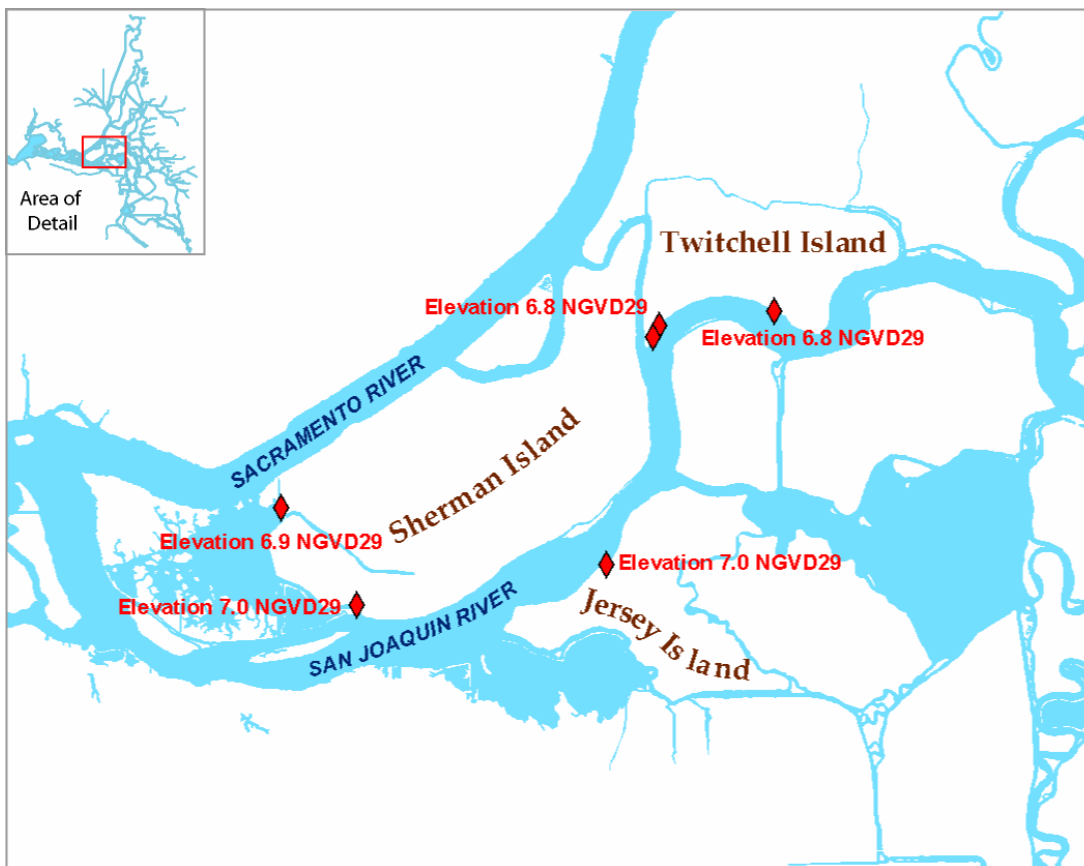 Area of
Detail
Twitchell Island
Elevation 6.8 NGVD29
Elevation 6.8 NGVD29
SACRAMENTO RIVER
Sherman Island
Elevation 6.9 NGVD29
Elevation 7.0 NGVD29
Elevation 7.0 NGVD29
SAN JOAQUIN RIVER
Jersey Island